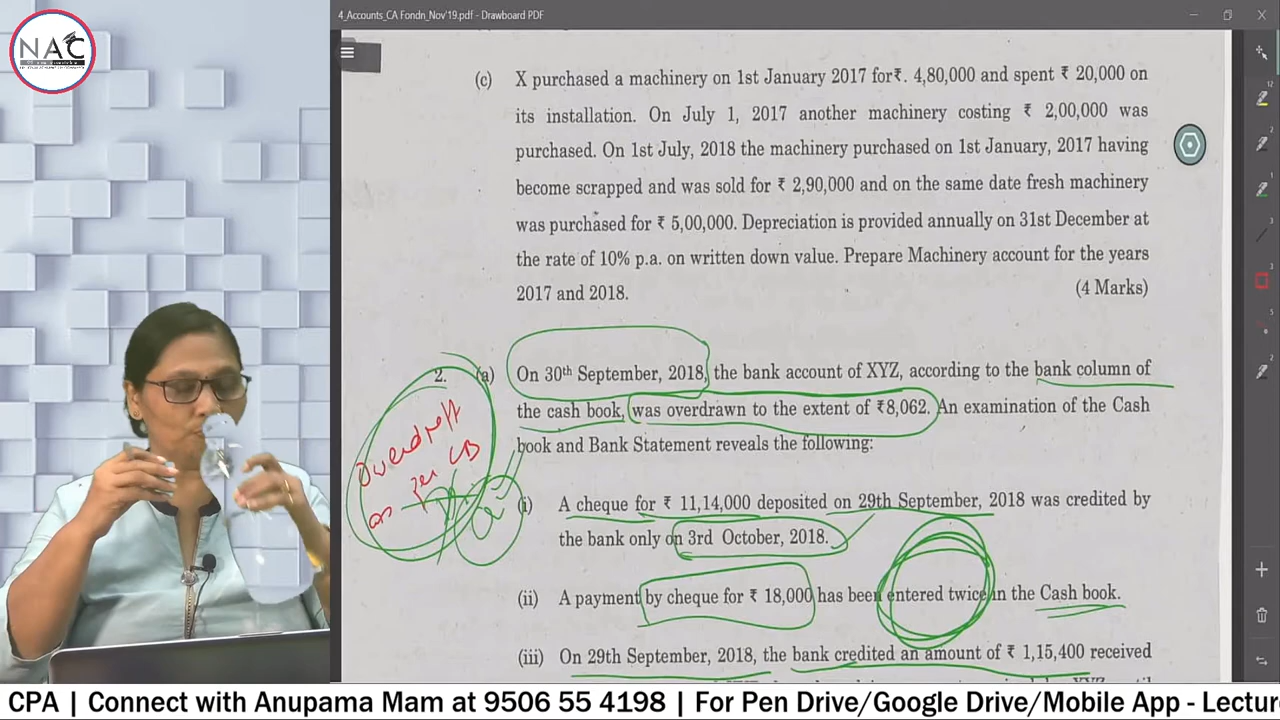 NAC
4_Accounts_CA Fondn_Nov'19.pdf - Drawboard PDF
(c) X purchased a machinery on 1st January 2017 for₹. 4,80,000 and spent ₹ 20,000 on
its installation. On July 1, 2017 another machinery costing ₹ 2,00,000 was
purchased. On 1st July, 2018 the machinery purchased on 1st January, 2017 having
become scrapped and was sold for ₹ 2,90,000 and on the same date fresh machinery
was purchased for ₹ 5,00,000. Depreciation is provided annually on 31st December at
the rate of 10% p.a. on written down value. Prepare Machinery account for the years
2017 and 2018. (4 Marks)
2. (a) On 30th September, 2018, the bank account of XYZ, according to the bank column of
the cash book, was overdrawn to the extent of ₹8,062. An examination of the Cash
book and Bank Statement reveals the following:
Overdraft
as per CB
(i) A cheque for ₹ 11,14,000 deposited on 29th September, 2018 was credited by
the bank only on 3rd October, 2018.
(ii) A payment by cheque for ₹ 18,000 has been entered twice in the Cash book.
(iii) On 29th September, 2018, the bank credited an amount of ₹ 1,15,400 received
CPA | Connect with Anupama Mam at 9506 55 4198 | For Pen Drive/Google Drive/Mobile App - Lectur